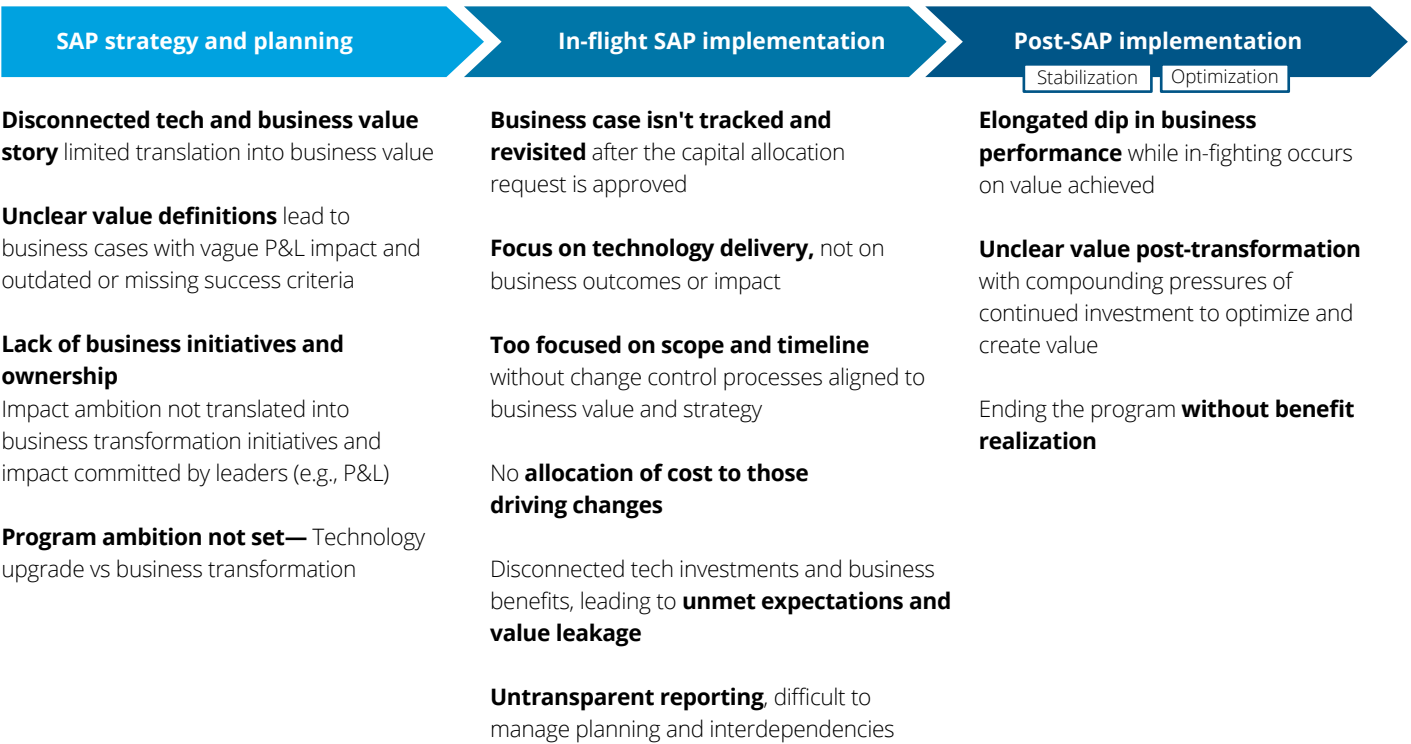 SAP strategy and planning
In-flight SAP implementation
Post-SAP implementation
Stabilization
Optimization
Disconnected tech and business value
story limited translation into business value
Unclear value definitions lead to
business cases with vague P&L impact and
outdated or missing success criteria
Lack of business initiatives and
ownership
Impact ambition not translated into
business transformation initiatives and
impact committed by leaders (e.g., P&L)
Program ambition not set— Technology
upgrade vs business transformation
Business case isn't tracked and
revisited after the capital allocation
request is approved
Focus on technology delivery, not on
business outcomes or impact
Too focused on scope and timeline
without change control processes aligned to
business value and strategy
No allocation of cost to those
driving changes
Disconnected tech investments and business
benefits, leading to unmet expectations and
value leakage
Untransparent reporting, difficult to
manage planning and interdependencies
Elongated dip in business
performance while in-fighting occurs
on value achieved
Unclear value post-transformation
with compounding pressures of
continued investment to optimize and
create value
Ending the program without benefit
realization